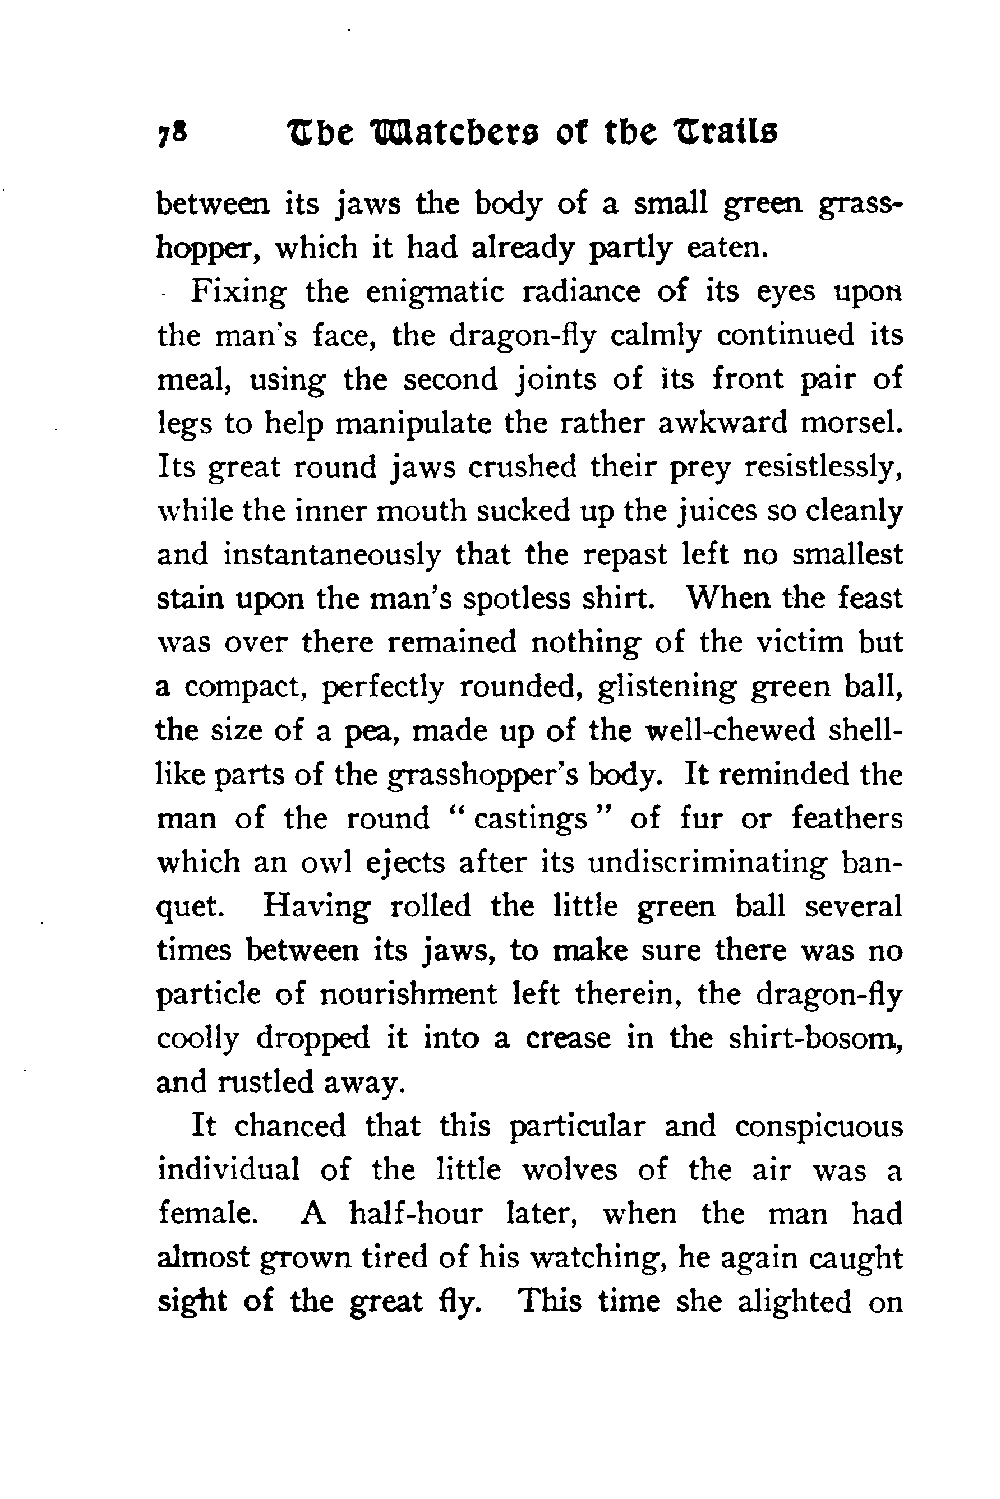 78 The Watchers of the Trails
between its jaws the body of a small green grass-
hopper, which it had already partly eaten.
Fixing the enigmatic radiance of its eyes upon
the man's face, the dragon-fly calmly continued its
meal, using the second joints of its front pair of
legs to help manipulate the rather awkward morsel.
Its great round jaws crushed their prey resistlessly,
while the inner mouth sucked up the juices so cleanly
and instantaneously that the repast left no smallest
stain upon the man's spotless shirt. When the feast
was over there remained nothing of the victim but
a compact, perfectly rounded, glistening green ball,
the size of a pea, made up of the well-chewed shell-
like parts of the grasshopper's body. It reminded the
man of the round " castings " of fur or feathers
which an owl ejects after its undiscriminating ban-
quet. Having rolled the little green ball several
times between its jaws, to make sure there was no
particle of nourishment left therein, the dragon-fly
coolly dropped it into a crease in the shirt-bosom,
and rustled away.
It chanced that this particular and conspicuous
individual of the little wolves of the air was a
female. A half-hour later, when the man had
almost grown tired of his watching, he again caught
sight of the great fly. This time she alighted on